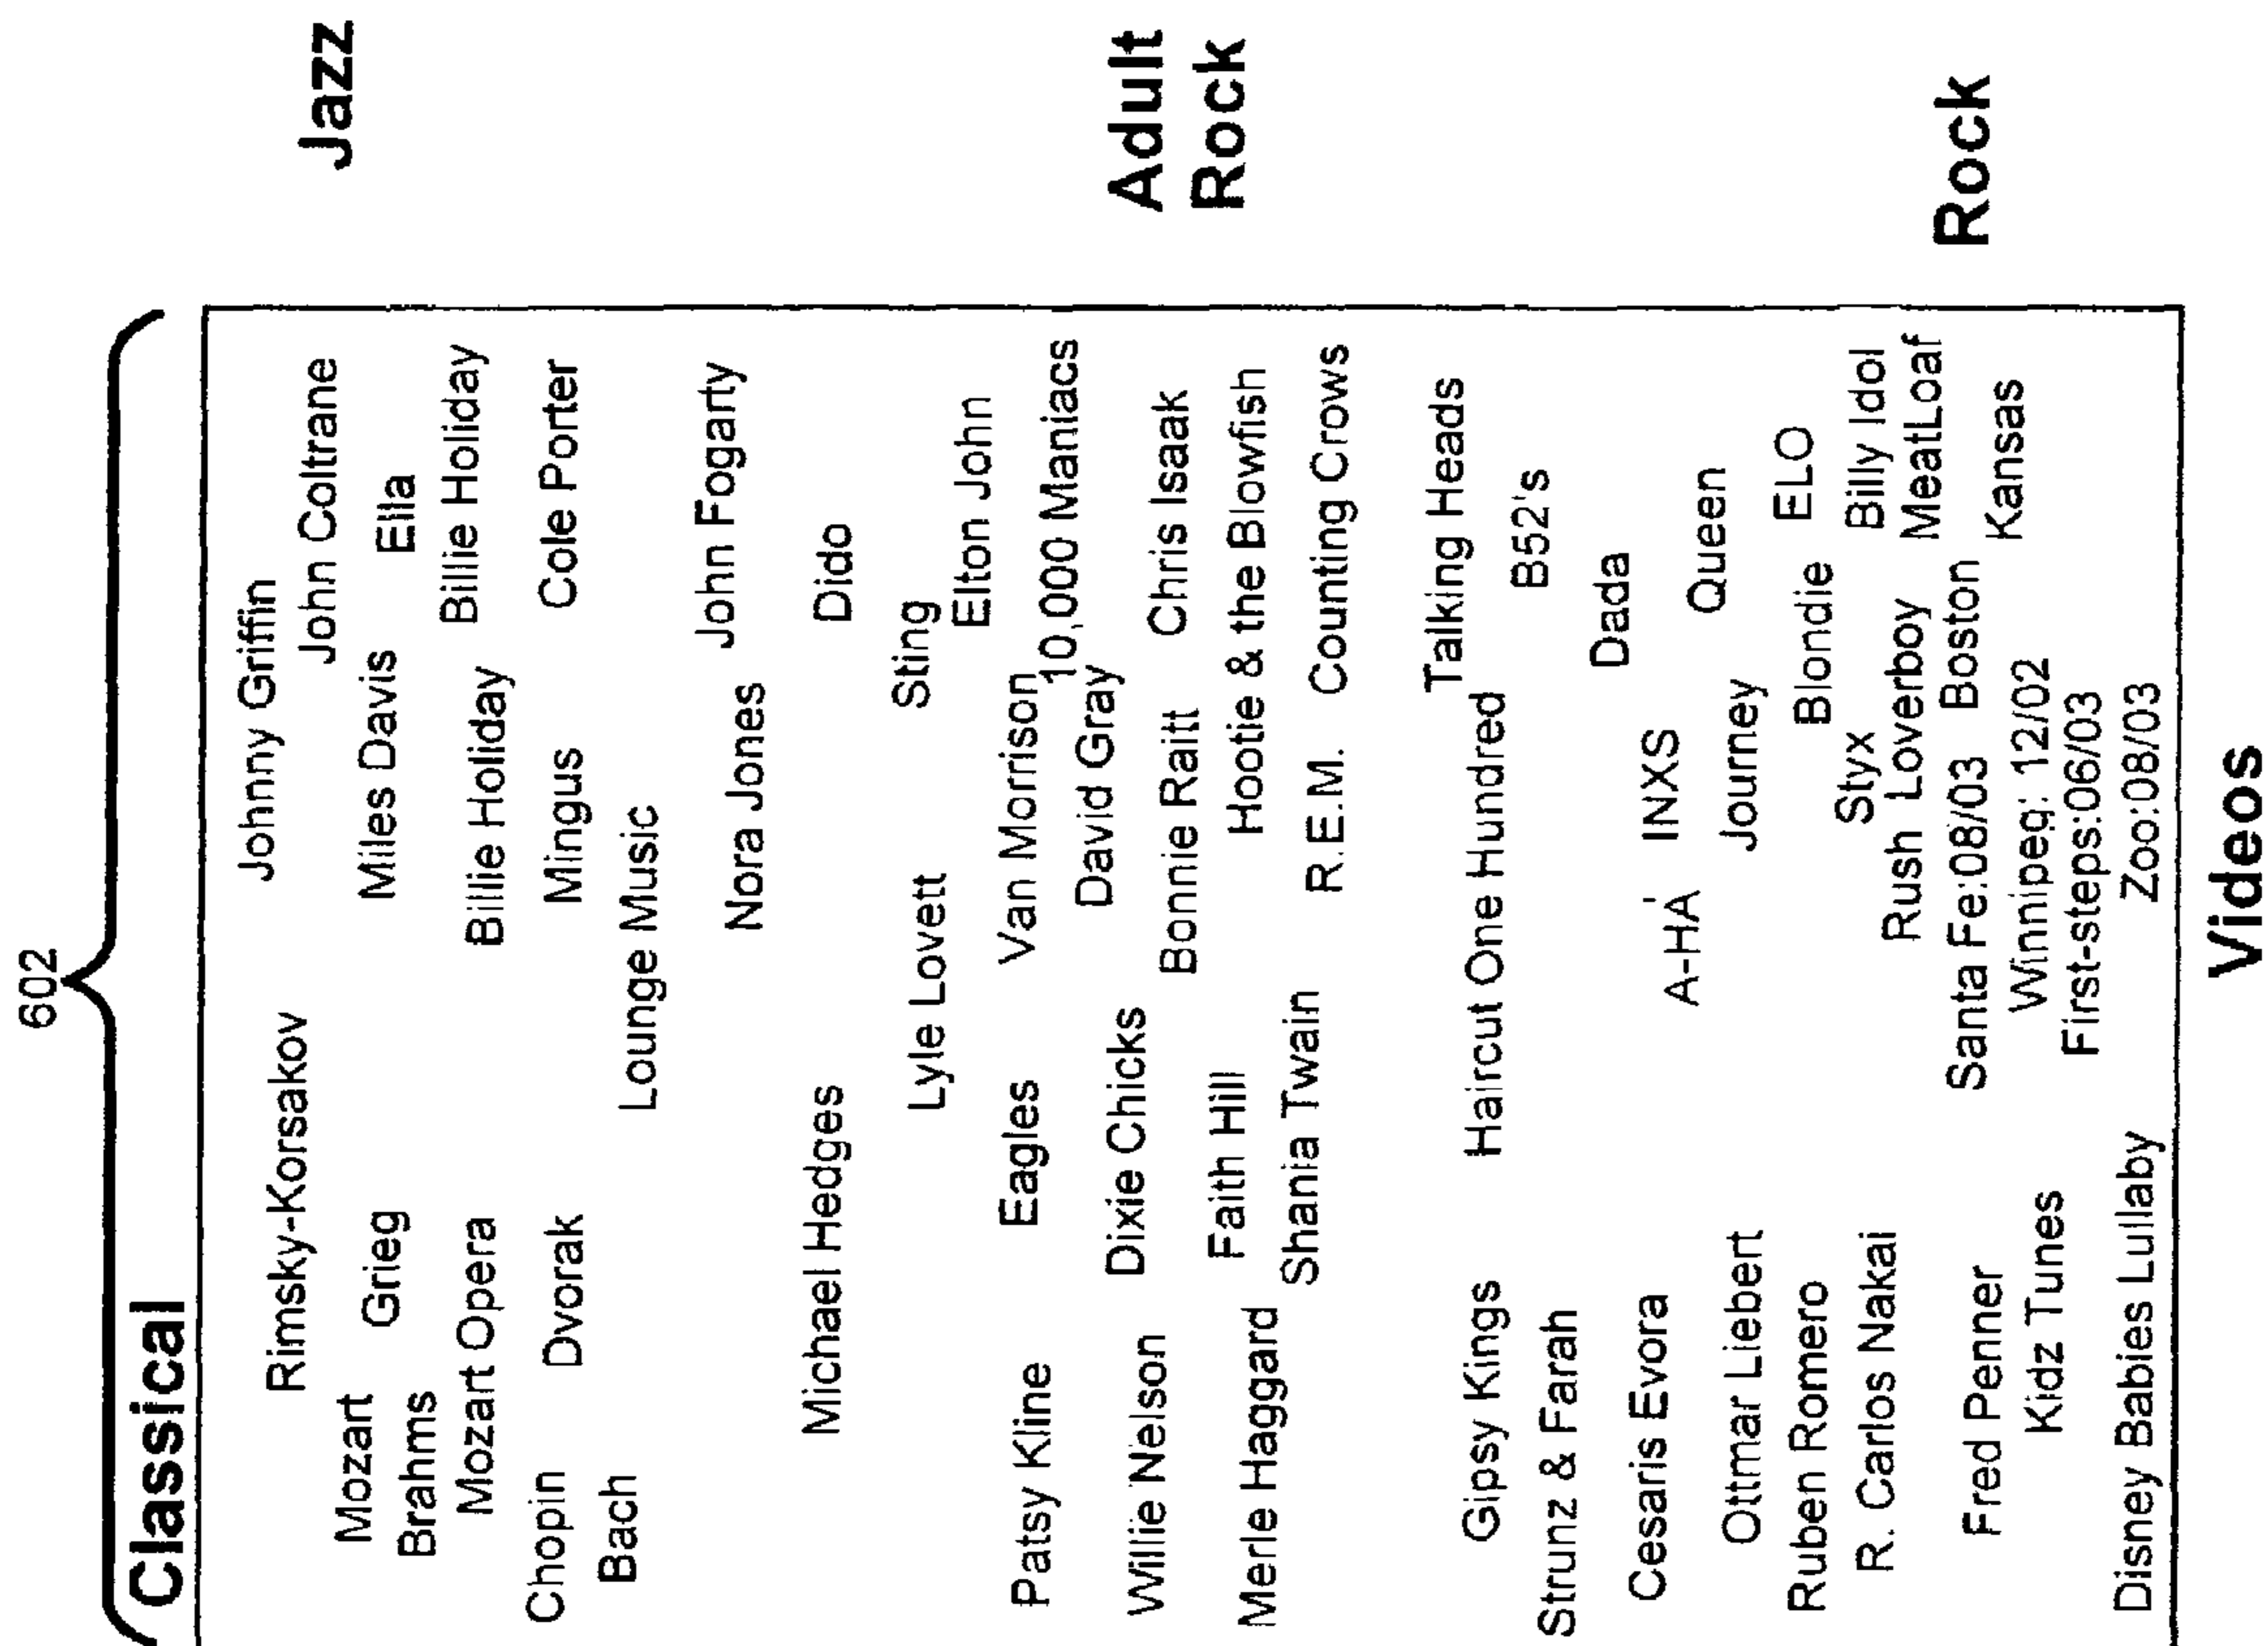 602
Classical
Jazz
Johnny Griffin
Rimsky-Korsakov
John Coltrane
Mozart
Grieg
Miles Davis
Ella
Brahms
Billie Holiday
Mozart Opera
Billie Holiday
Chopin
Dvorak
Mingus
Cole Porter
Bach
Lounge Music
John Fogarty
Nora Jones
Michael Hedges
Dido
Lyle Lovett
Sting
Elton John
Patsy Kline
Eagles
Van Morrison
10,000 Maniacs
David Gray
Adult
Rock
Willie Nelson
Dixie Chicks
Bonnie Raitt
Chris Isaak
Merle Haggard
Faith Hill
Hootie & the Blowfish
Shania Twain
R.E.M.
Counting Crows
Talking Heads
Gipsy Kings
Haircut One Hundred
B52's
Strunz & Farah
Dada
Cesaris Evora
A-HA
INXS
Queen
Ottmar Liebert
Journey
ELO
Ruben Romero
Blondie
Styx
Billy Idol
R. Carlos Nakai
Rush
Loverboy
MeatLoaf
Rock
Santa Fe:08/03
Boston
Fred Penner
Kansas
Winnipeg: 12/02
Kidz Tunes
First-steps:06/03
Disney Babies Lullaby
Zoo:08/03
Videos